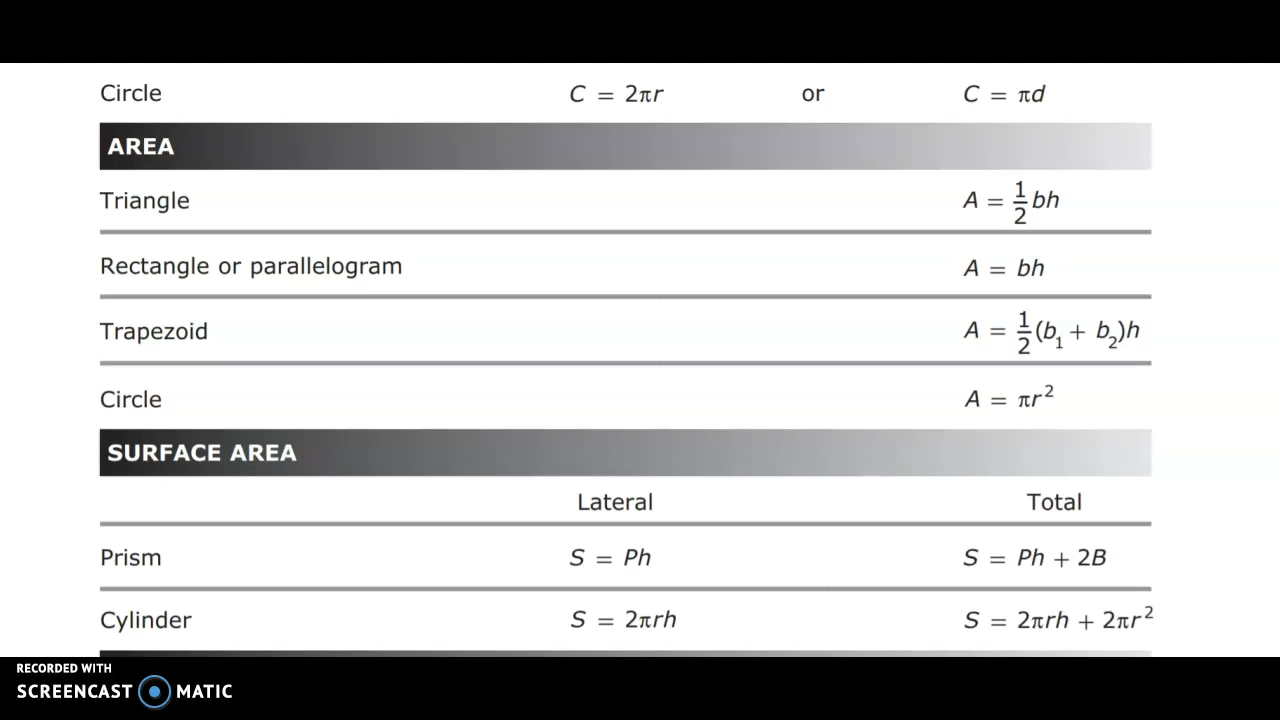 Circle C = 2πr or C = πd
AREA
Triangle A = 1/2 bh
Rectangle or parallelogram A = bh
Trapezoid A = 1/2 (b₁ + b₂)h
Circle A = πr²
SURFACE AREA
Lateral Total
Prism S = Ph S = Ph + 2B
Cylinder S = 2πrh S = 2πrh + 2πr²
RECORDED WITH
SCREENCAST MATIC